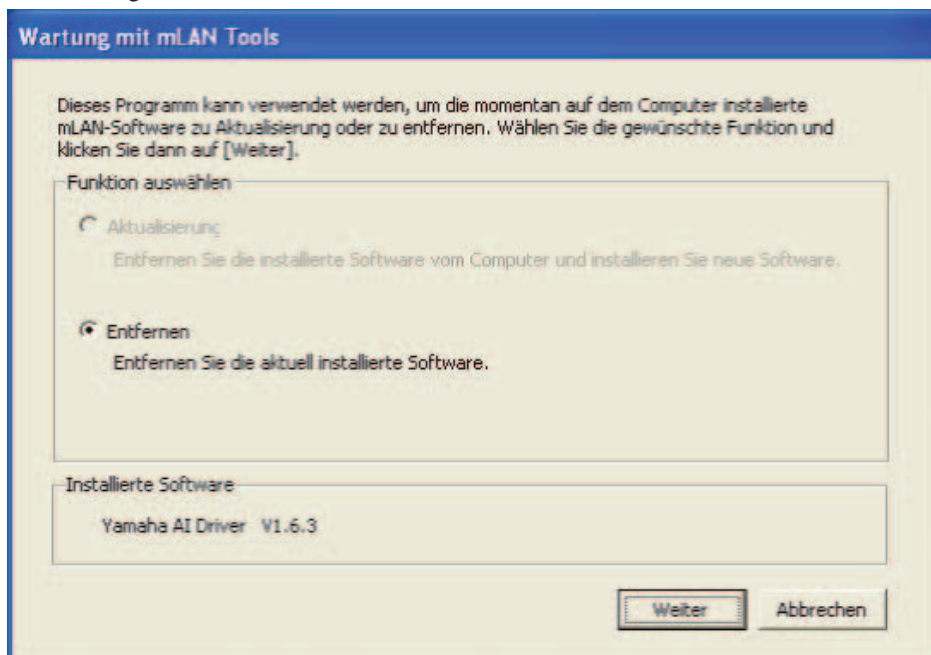 Wartung mit mLAN Tools
Dieses Programm kann verwendet werden, um die momentan auf dem Computer installierte
mLAN-Software zu Aktualisierung oder zu entfernen. Wählen Sie die gewünschte Funktion und
klicken Sie dann auf [Weiter].
Funktion auswählen
Aktualisierung
Entfernen Sie die installierte Software vom Computer und installieren Sie neue Software.
Entfernen
Entfernen Sie die aktuell installierte Software.
Installierte Software
Yamaha AI Driver V1.6.3
Weiter Abbrechen